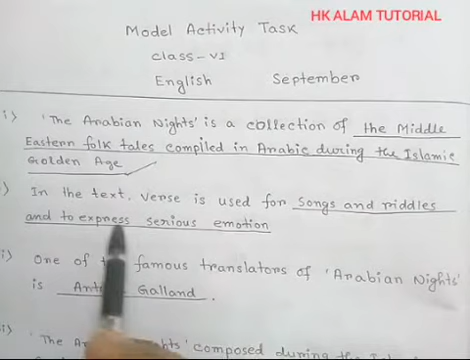 HK ALAM TUTORIAL
Model Activity Task
class-VI
English September
i) 'The Arabian Nights' is a collection of the Middle
Eastern folk tales compiled in Arabic during the Islamic
Golden Age
) In the text, verse is used for songs and riddles
and to express serious emotion
i) One of famous translators of 'Arabian Nights'
is Galland.
i) 'The composed during the